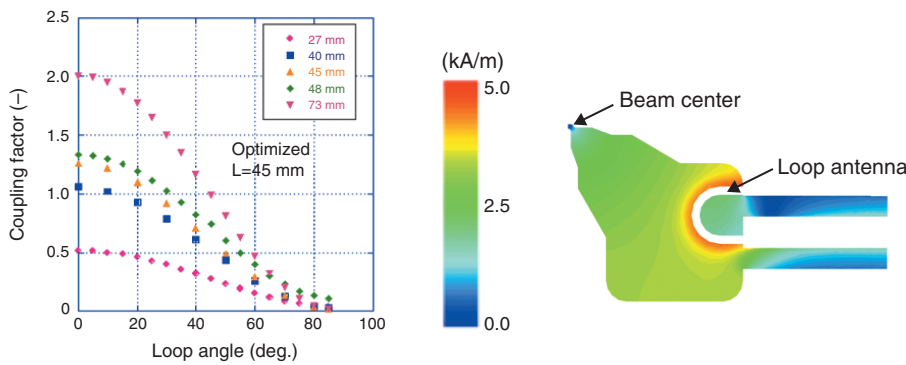 2.5
2.0
1.5
1.0
0.5
0
0
20
40
60
80
100
Coupling factor (–)
Loop angle (deg.)
27 mm
40 mm
45 mm
48 mm
73 mm
Optimized
L=45 mm
(kA/m)
5.0
2.5
0.0
Beam center
Loop antenna